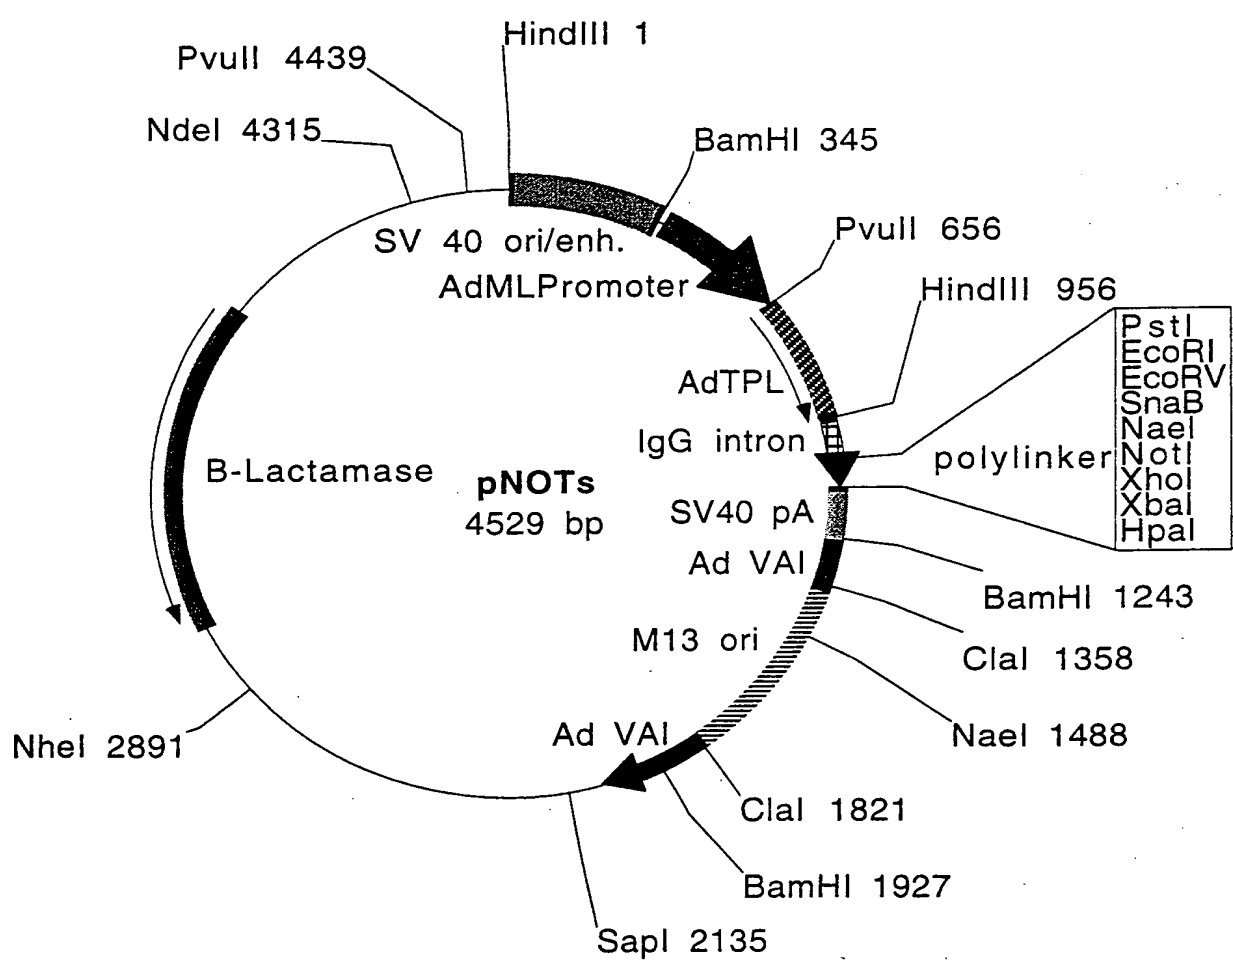 HindIII 1
PvuII 4439
NdeI 4315
BamHI 345
SV 40 ori/enh.
PvuII 656
AdMLPromoter
HindIII 956
PstI
EcoRI
EcoRV
SnaB
NaeI
NotI
XhoI
XbaI
HpaI
AdTPL
IgG intron
polylinker
B-Lactamase
pNOTs
4529 bp
SV40 pA
Ad VAI
BamHI 1243
M13 ori
ClaI 1358
Ad VAI
NaeI 1488
NheI 2891
ClaI 1821
BamHI 1927
SapI 2135